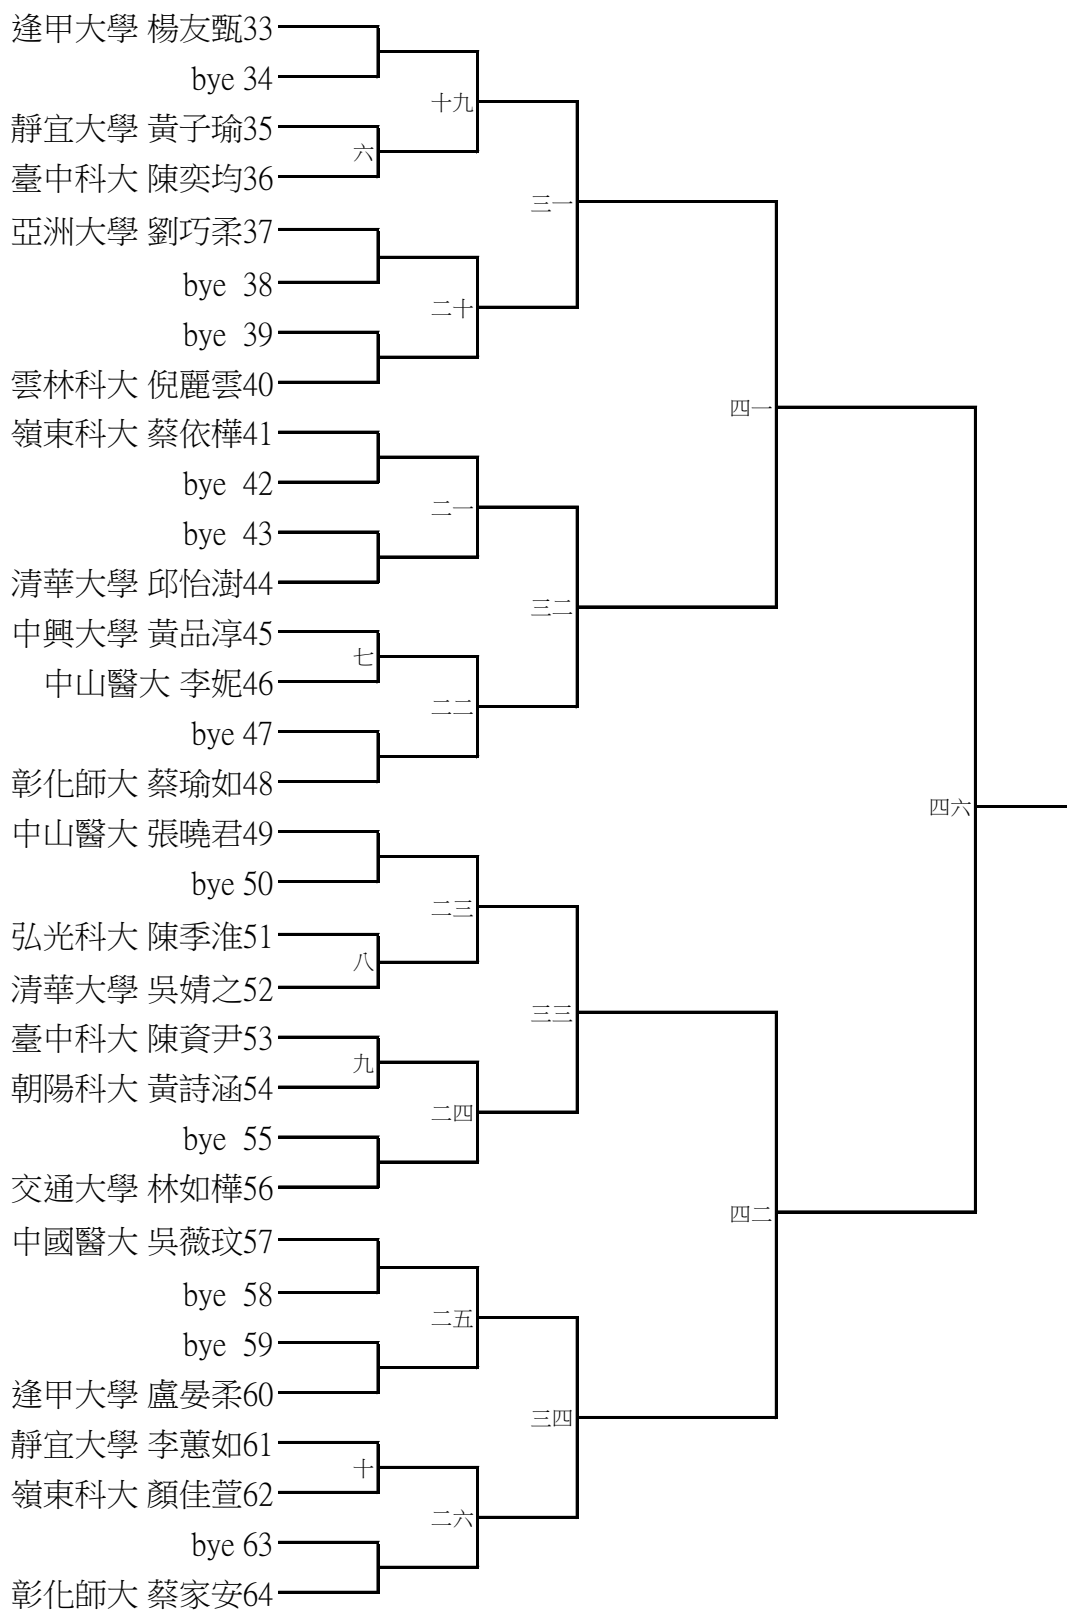 逢甲大學 楊友甄33
bye 34
十九
靜宜大學 黃子瑜35
六
臺中科大 陳奕均36
三一
亞洲大學 劉巧柔37
bye 38
二十
bye 39
雲林科大 倪麗雲40
四一
嶺東科大 蔡依樺41
bye 42
二一
bye 43
清華大學 邱怡澍44
三二
中興大學 黃品淳45
七
中山醫大 李妮46
二二
bye 47
彰化師大 蔡瑜如48
四六
中山醫大 張曉君49
bye 50
二三
弘光科大 陳季淮51
八
清華大學 吳婧之52
三三
臺中科大 陳資尹53
九
朝陽科大 黃詩涵54
二四
bye 55
交通大學 林如樺56
四二
中國醫大 吳薇玟57
bye 58
二五
bye 59
逢甲大學 盧晏柔60
三四
靜宜大學 李蕙如61
十
嶺東科大 顏佳萱62
二六
bye 63
彰化師大 蔡家安64